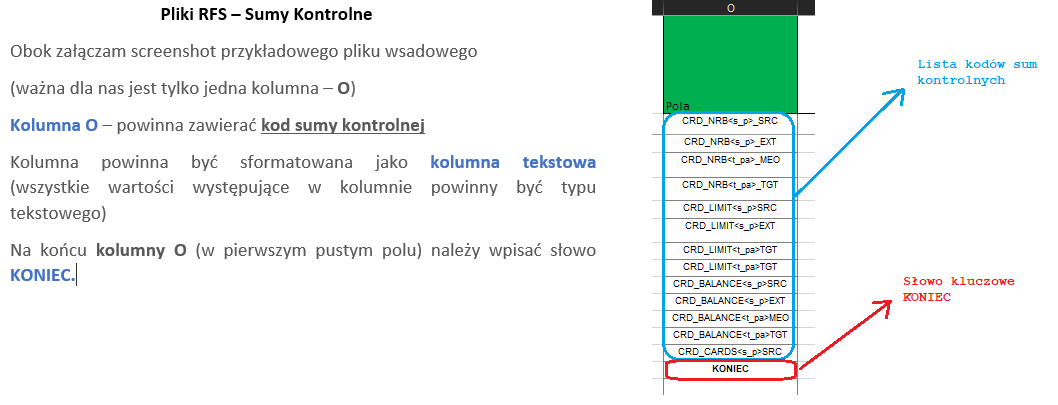 Pliki RFS – Sumy Kontrolne
Obok załączam screenshot przykładowego pliku wsadowego
(ważna dla nas jest tylko jedna kolumna – O)
Kolumna O – powinna zawierać kod sumy kontrolnej
Kolumna powinna być sformatowana jako kolumna tekstowa
(wszystkie wartości występujące w kolumnie powinny być typu
tekstowego)
Na końcu kolumny O (w pierwszym pustym polu) należy wpisać słowo
KONIEC.
O
Pola
CRD_NRB<s_p>_SRC
CRD_NRB<s_p>_EXT
CRD_NRB<t_pa>_MEO
CRD_NRB<t_pa>_TGT
CRD_LIMIT<s_p>SRC
CRD_LIMIT<s_p>EXT
CRD_LIMIT<t_pa>TGT
CRD_LIMIT<t_pa>TGT
CRD_BALANCE<s_p>SRC
CRD_BALANCE<s_p>EXT
CRD_BALANCE<t_pa>MEO
CRD_BALANCE<t_pa>TGT
CRD_CARDS<s_p>SRC
KONIEC
Lista kodów sum
kontrolnych
Słowo kluczowe
KONIEC